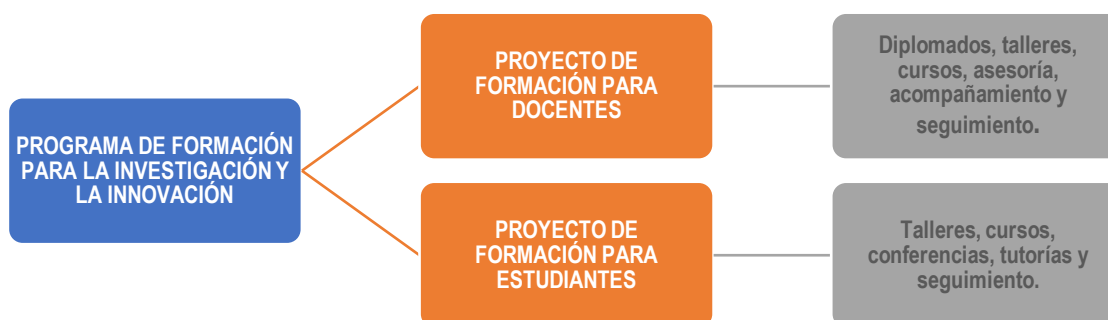 PROGRAMA DE FORMACIÓN
PARA LA INVESTIGACIÓN Y
LA INNOVACIÓN
PROYECTO DE
FORMACIÓN PARA
DOCENTES
Diplomados, talleres,
cursos, asesoría,
acompañamiento y
seguimiento.
PROYECTO DE
FORMACIÓN PARA
ESTUDIANTES
Talleres, cursos,
conferencias, tutorías y
seguimiento.